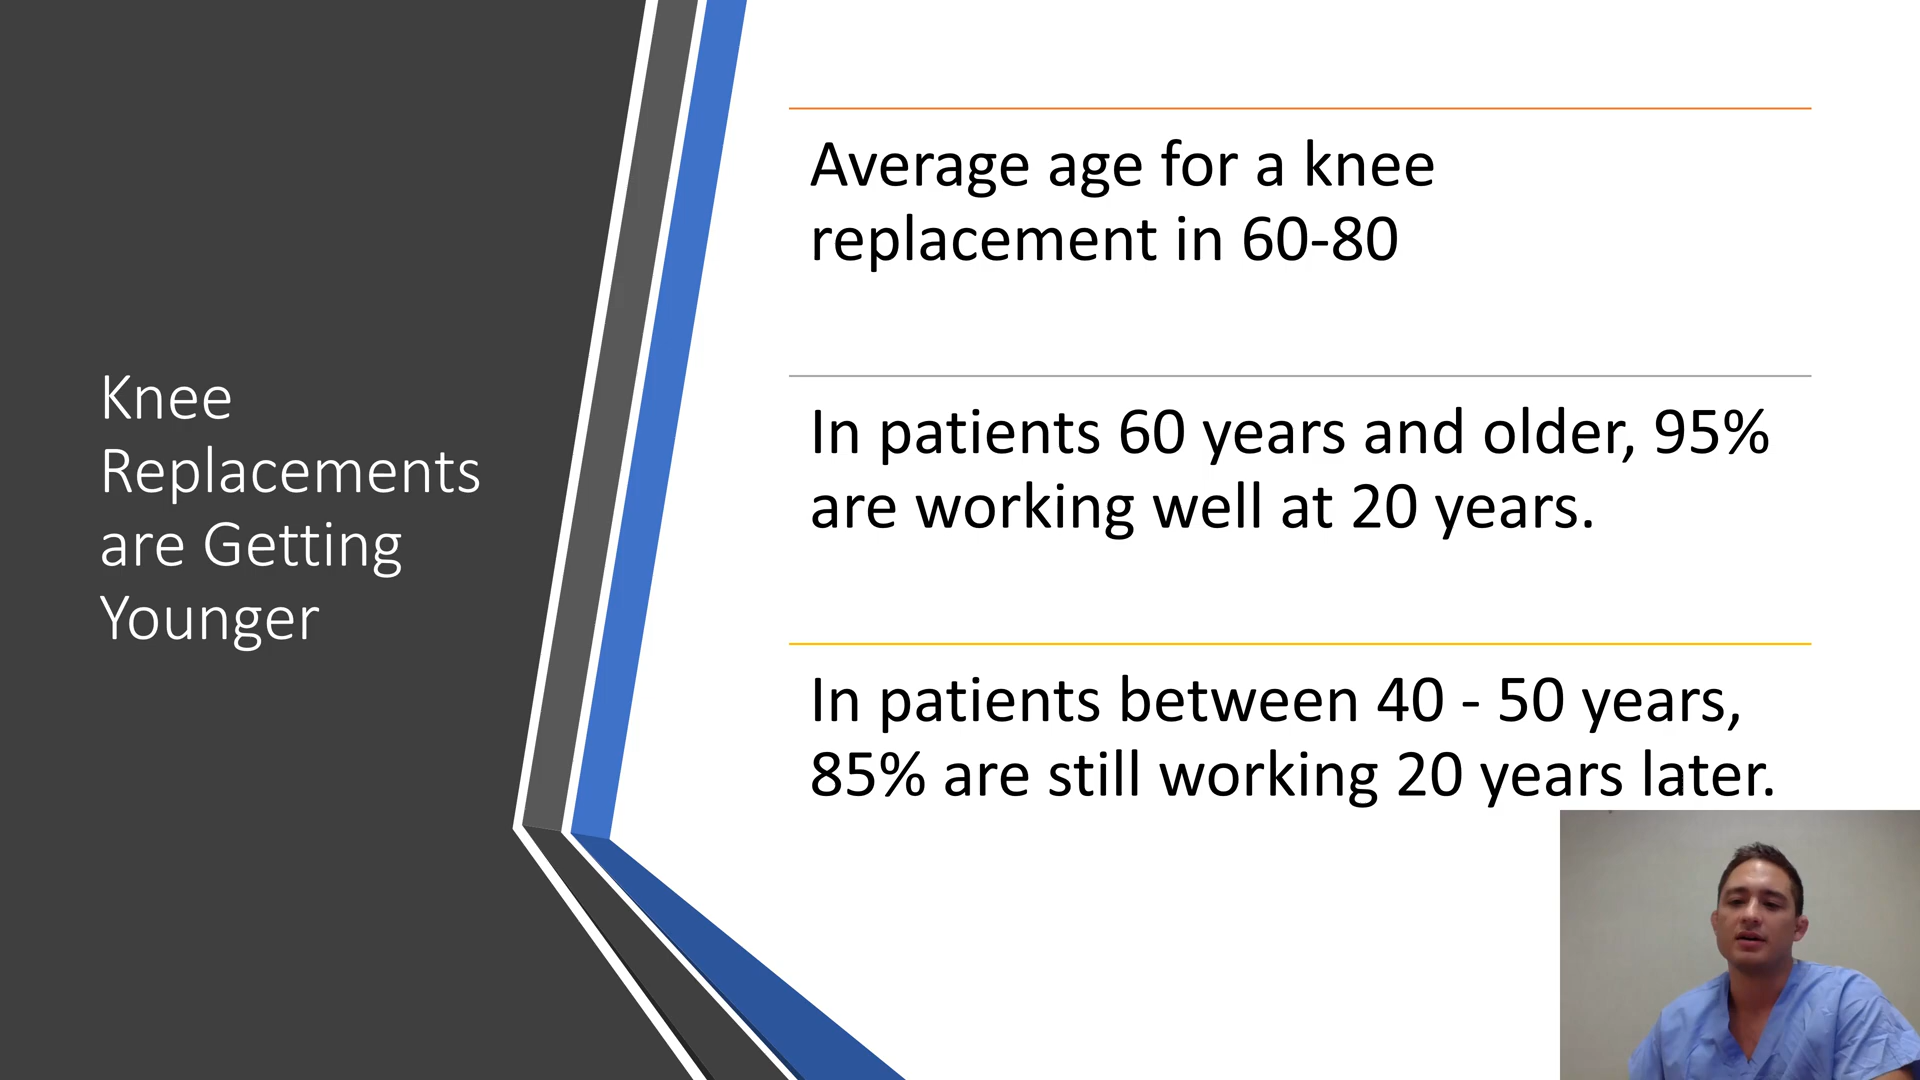 Knee
Replacements
are Getting
Younger
Average age for a knee
replacement in 60-80
In patients 60 years and older, 95%
are working well at 20 years.
In patients between 40 - 50 years,
85% are still working 20 years later.